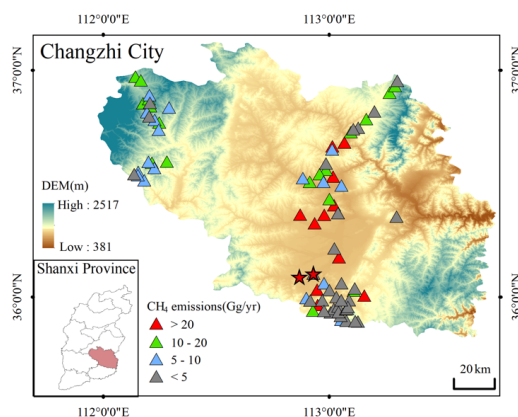 112°0'0"E
113°0'0"E
Changzhi City
37°0'0"N
37°0'0"N
DEM(m)
High : 2517
Low : 381
Shanxi Province
36°0'0"N
36°0'0"N
CH₄ emissions(Gg/yr)
> 20
10 - 20
5 - 10
< 5
20 km
112°0'0"E
113°0'0"E